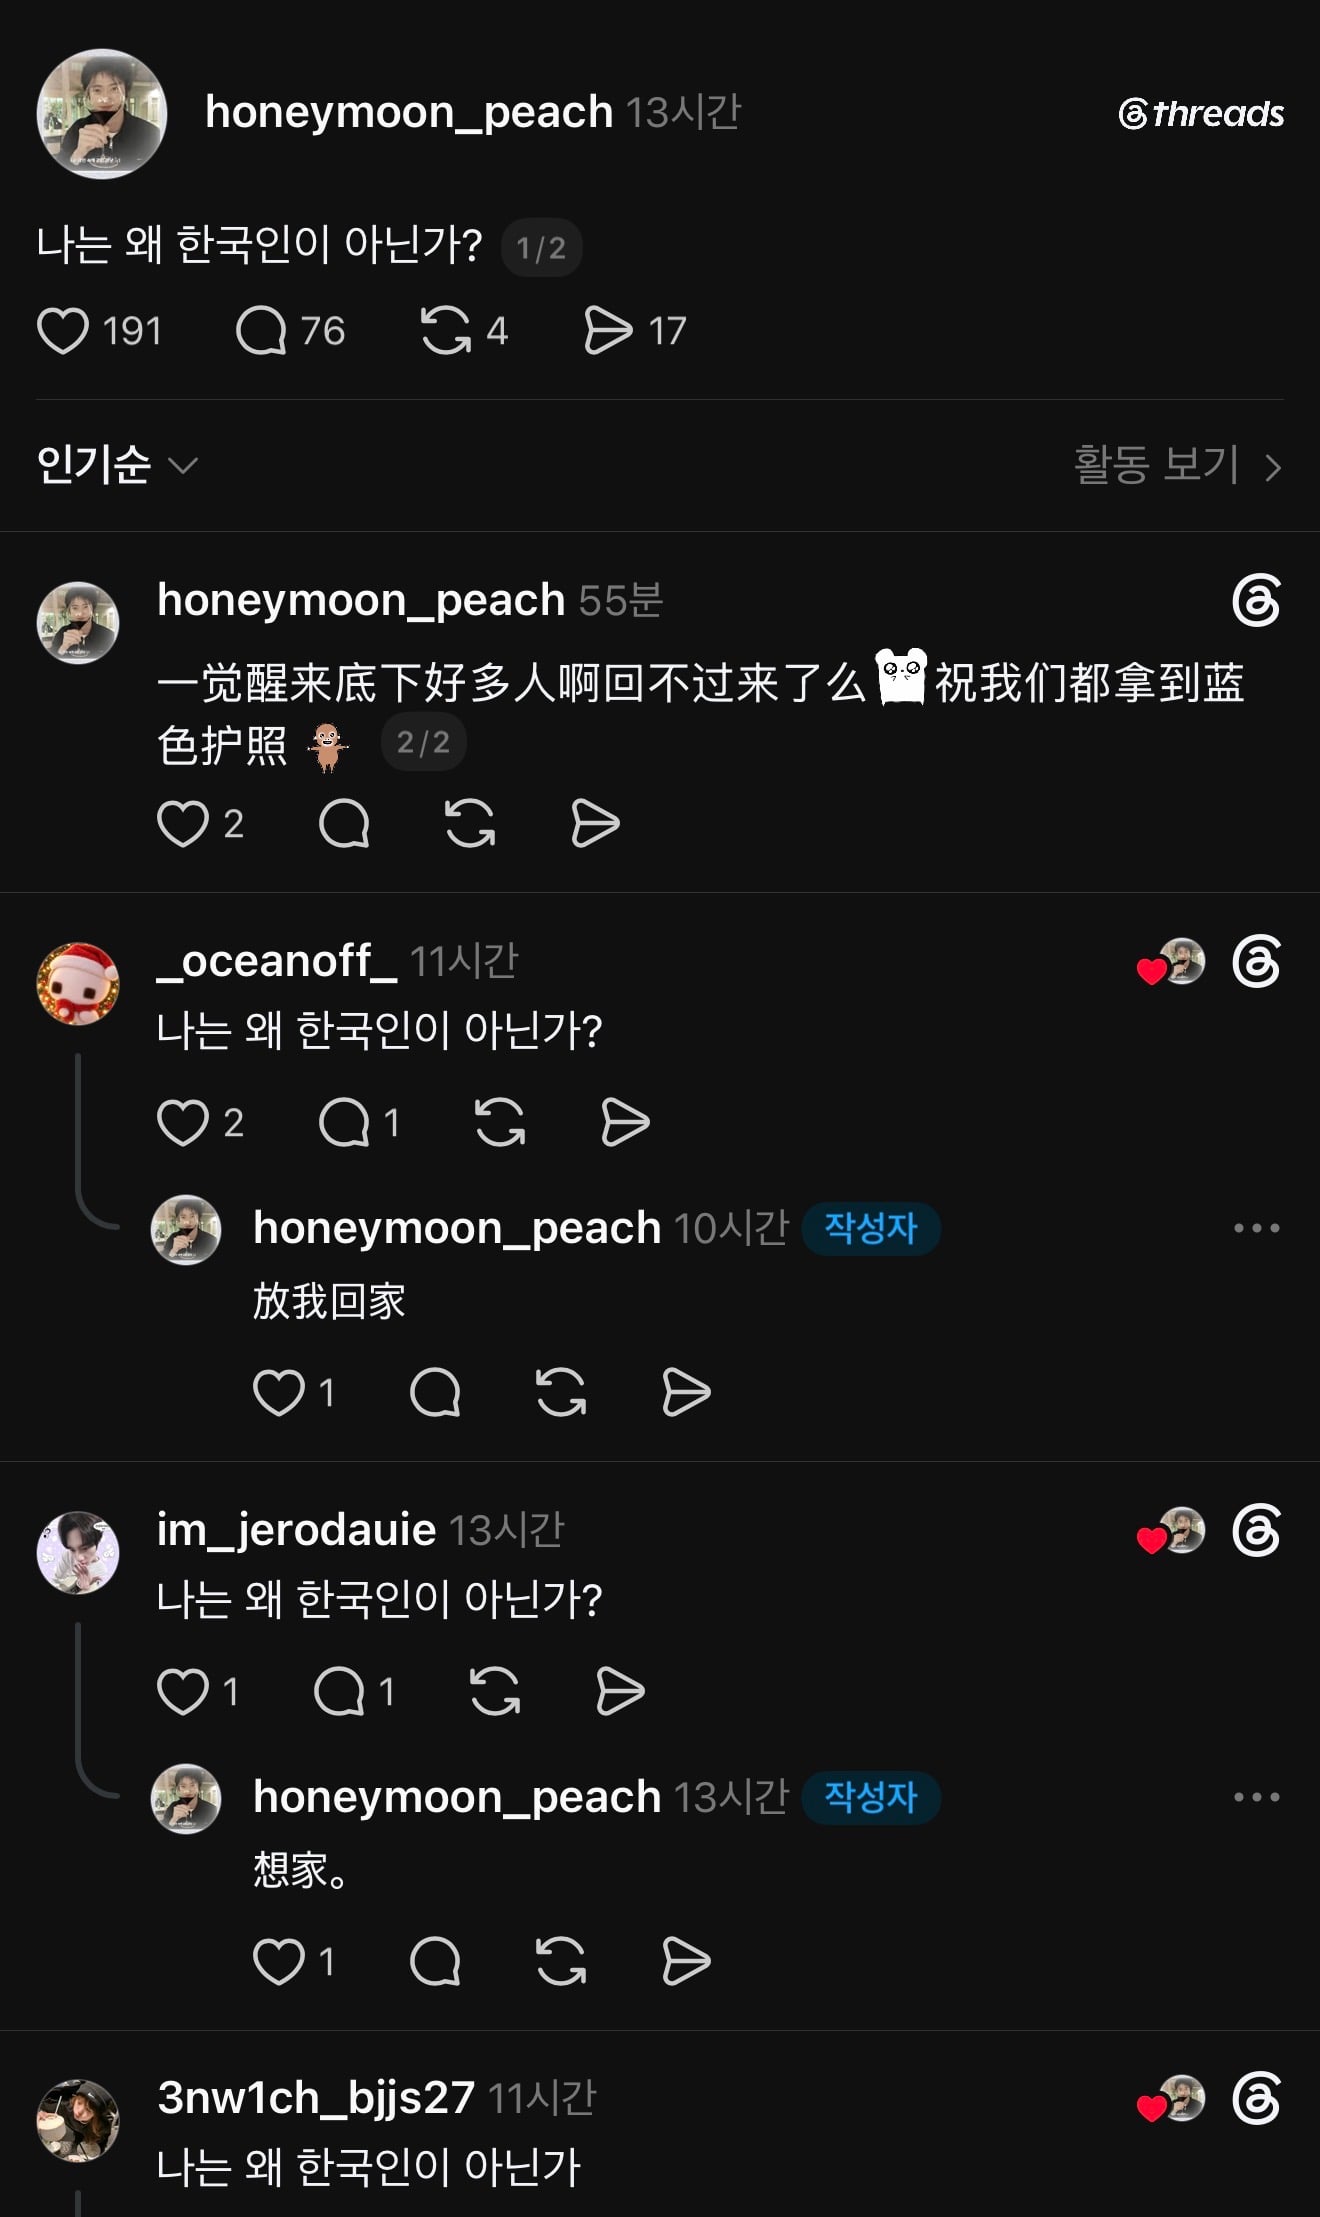 honeymoon_peach 13시간
threads
나는 왜 한국인이 아닌가? 1/2
191 76 4 17
인기순 활동 보기
honeymoon_peach 55분
一觉醒来底下好多人啊回不过来了么 祝我们都拿到蓝
色护照 2/2
2
_oceanoff_ 11시간
나는 왜 한국인이 아닌가?
2 1
honeymoon_peach 10시간 작성자
放我回家
1
im_jerodauie 13시간
나는 왜 한국인이 아닌가?
1 1
honeymoon_peach 13시간 작성자
想家。
1
3nw1ch_bjjs27 11시간
나는 왜 한국인이 아닌가